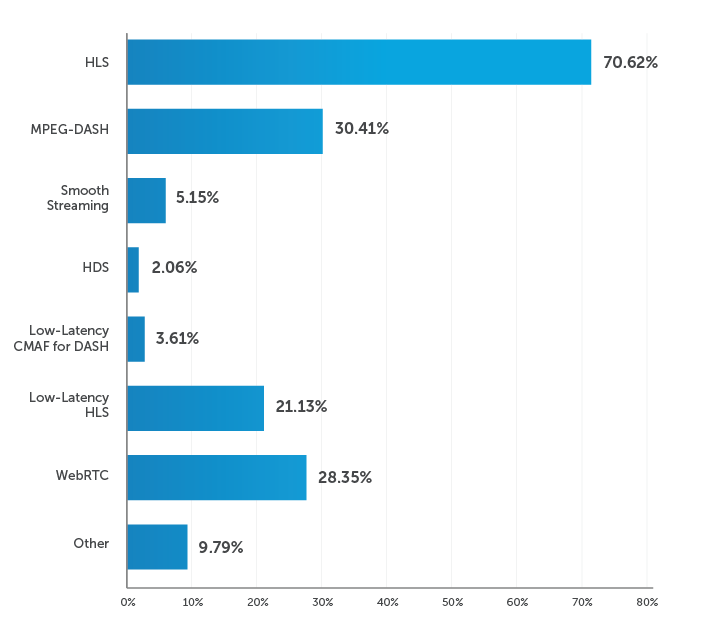 HLS
70.62%
MPEG-DASH
30.41%
Smooth
Streaming
5.15%
HDS
2.06%
Low-Latency
CMAF for DASH
3.61%
Low-Latency
HLS
21.13%
WebRTC
28.35%
Other
9.79%
0% 10% 20% 30% 40% 50% 60% 70% 80%